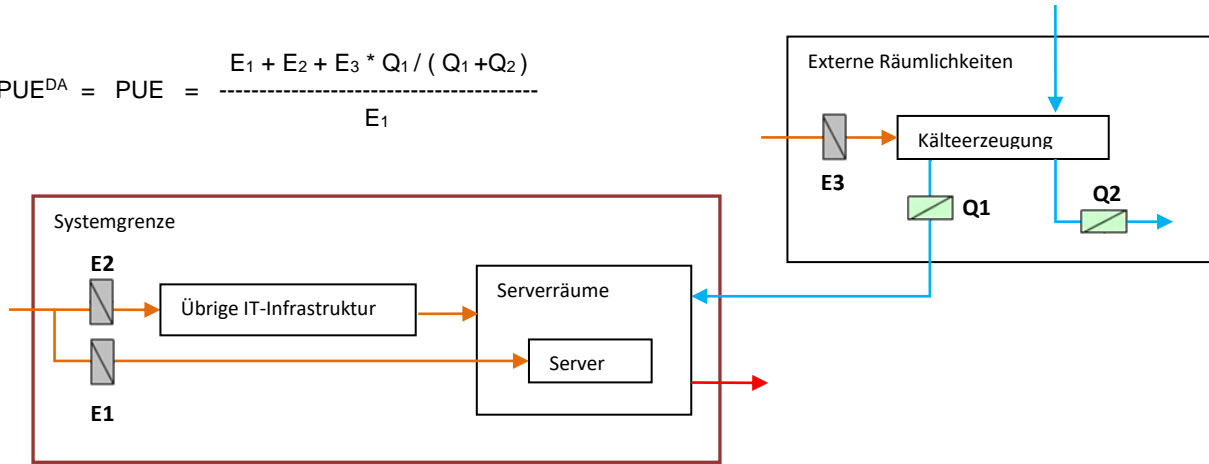 E₁ + E₂ + E₃ * Q₁ / ( Q₁ +Q₂ )
PUEᴰᴬ = PUE = ----------------------------------------
E₁
Externe Räumlichkeiten
Kälteerzeugung
E3
Q1
Q2
Systemgrenze
E2
Übrige IT-Infrastruktur
Serverräume
Server
E1